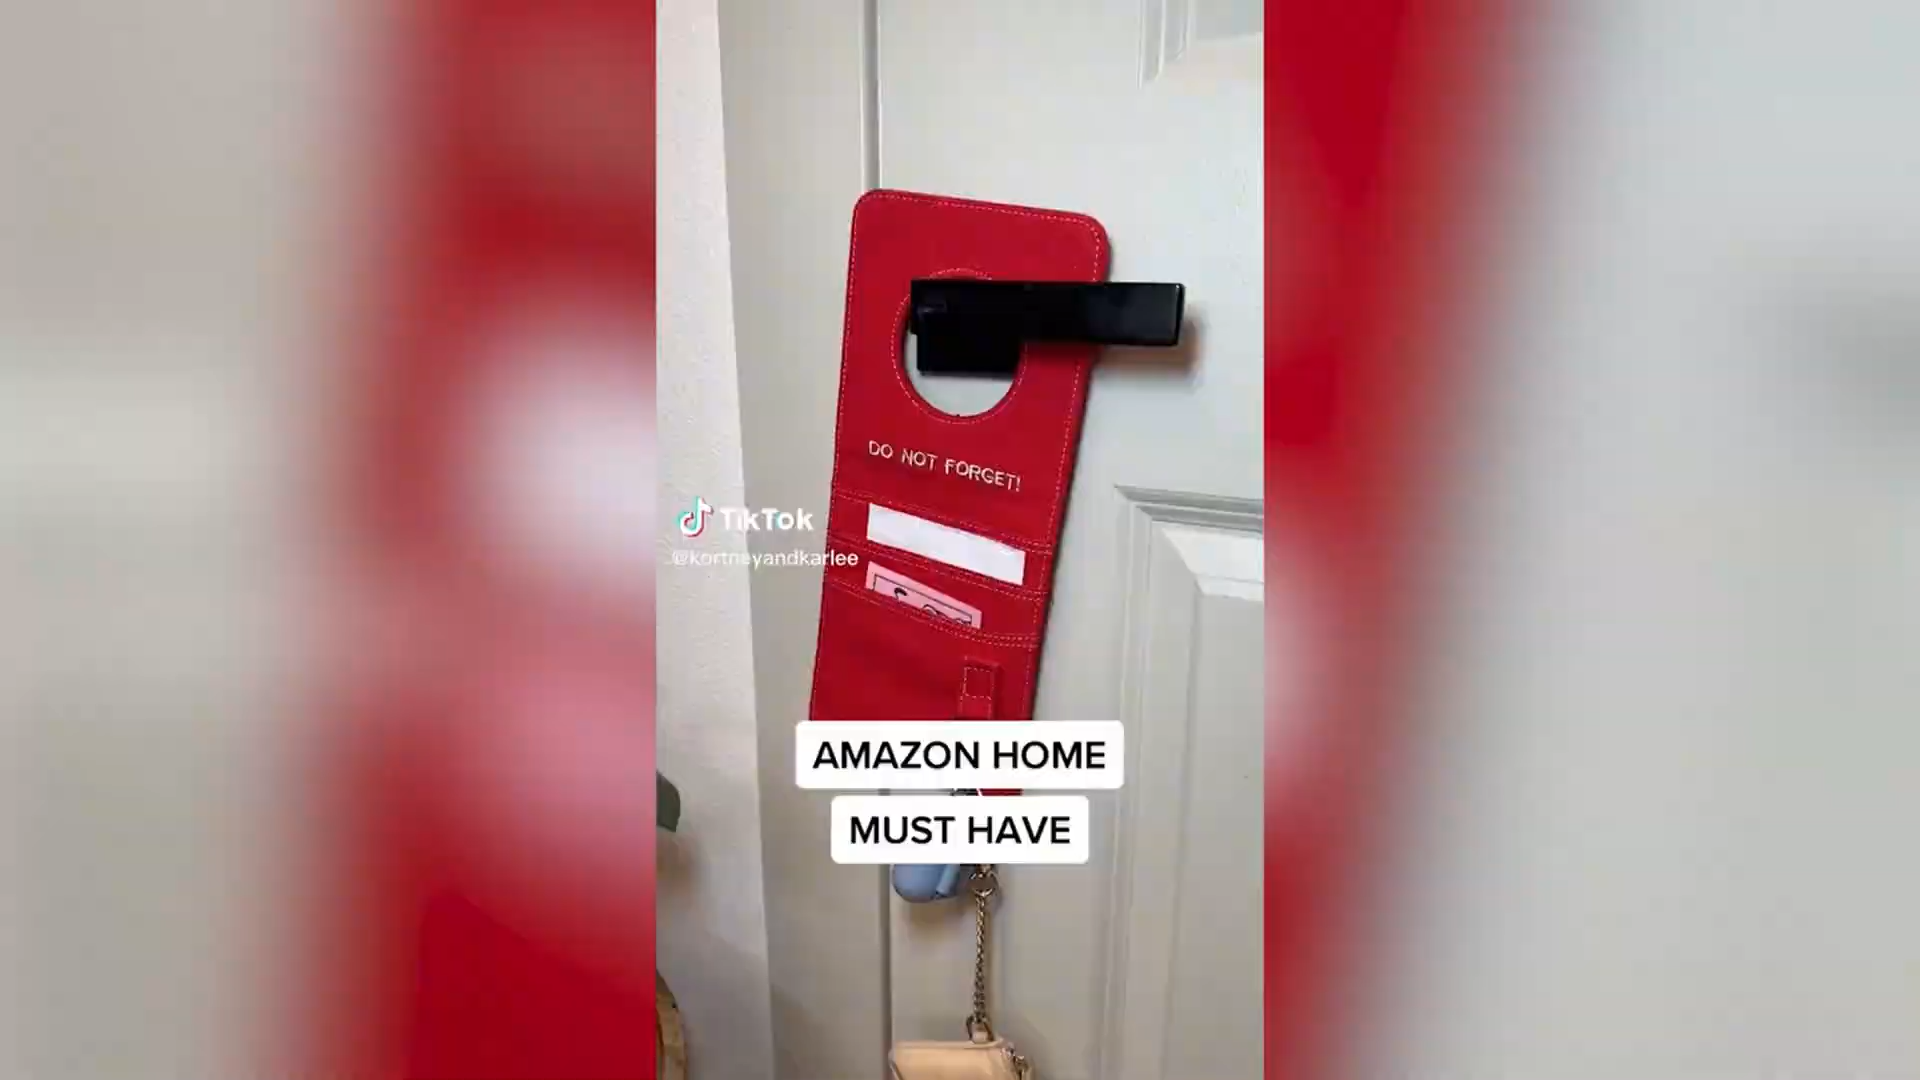 DO NOT FORGET!
TikTok
@kortneyandkarlee
AMAZON HOME
MUST HAVE